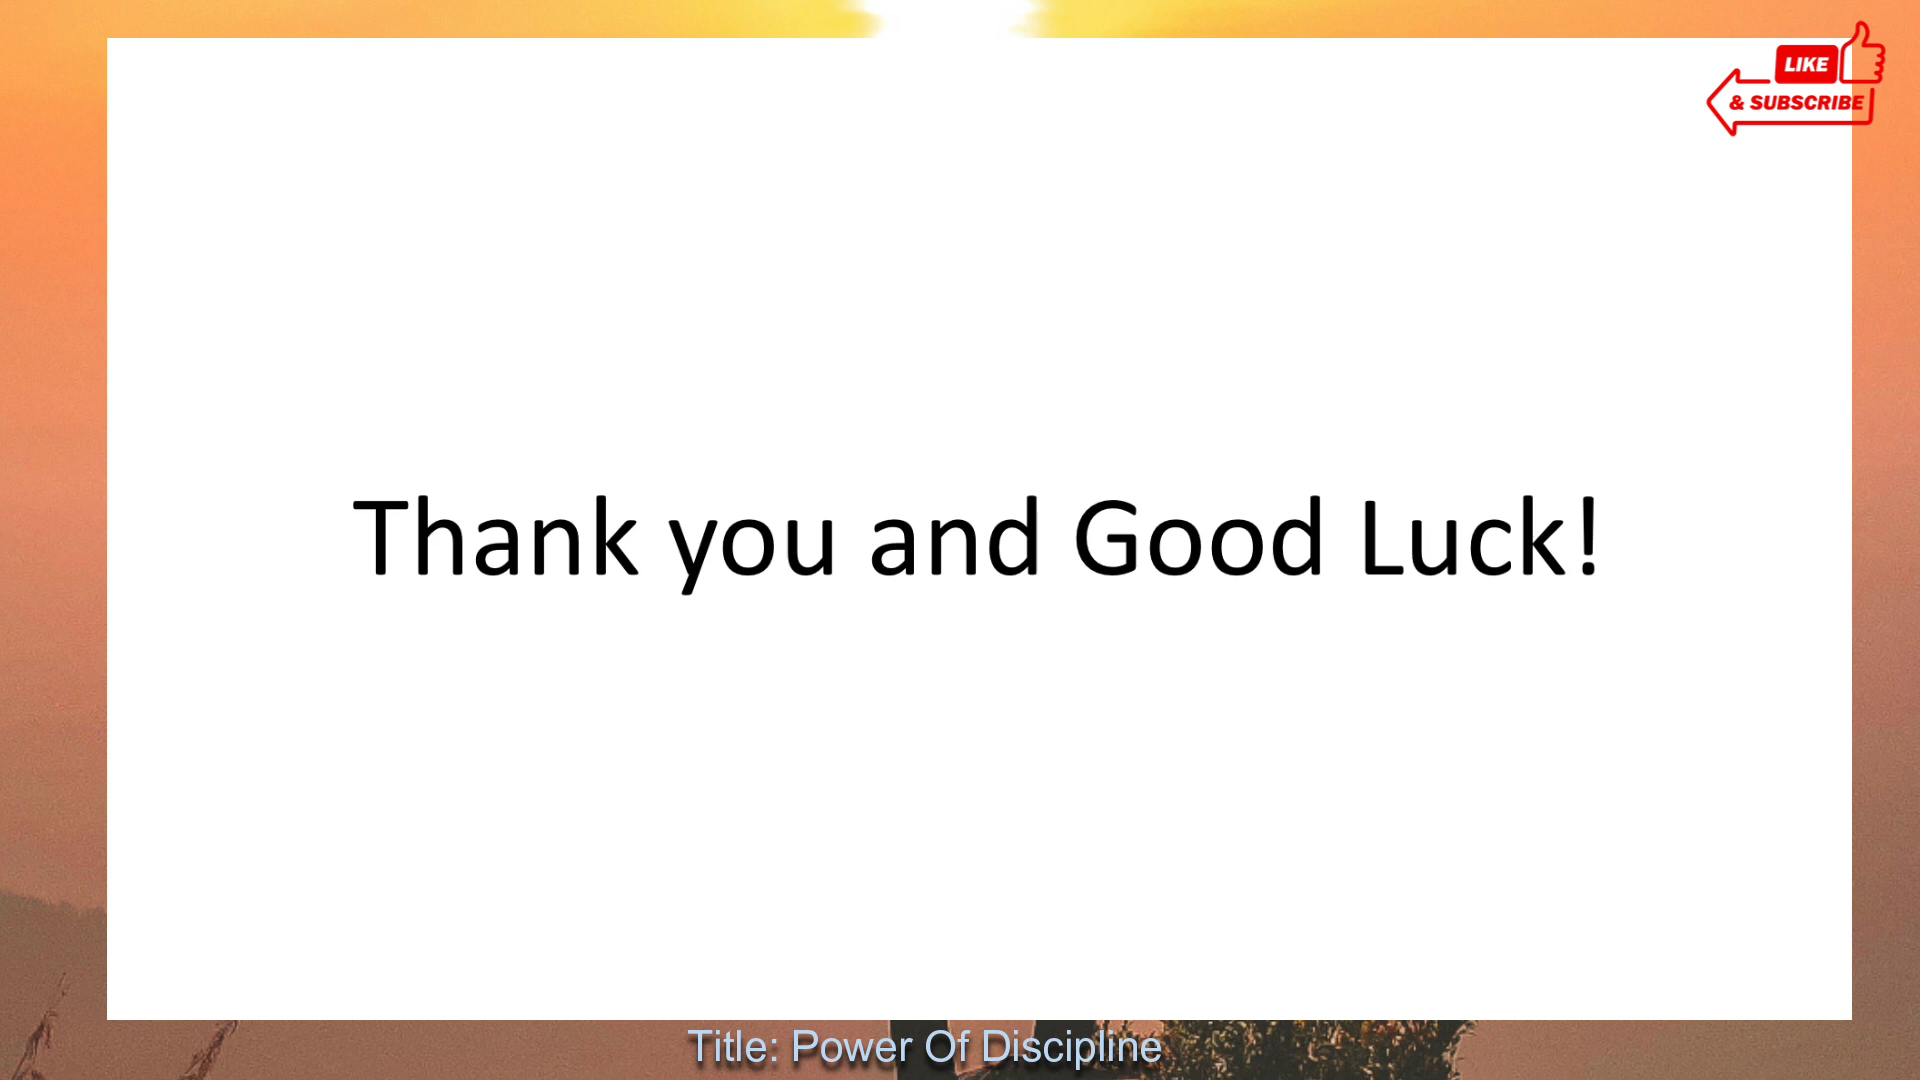 LIKE
& SUBSCRIBE
Thank you and Good Luck!
Title: Power Of Discipline